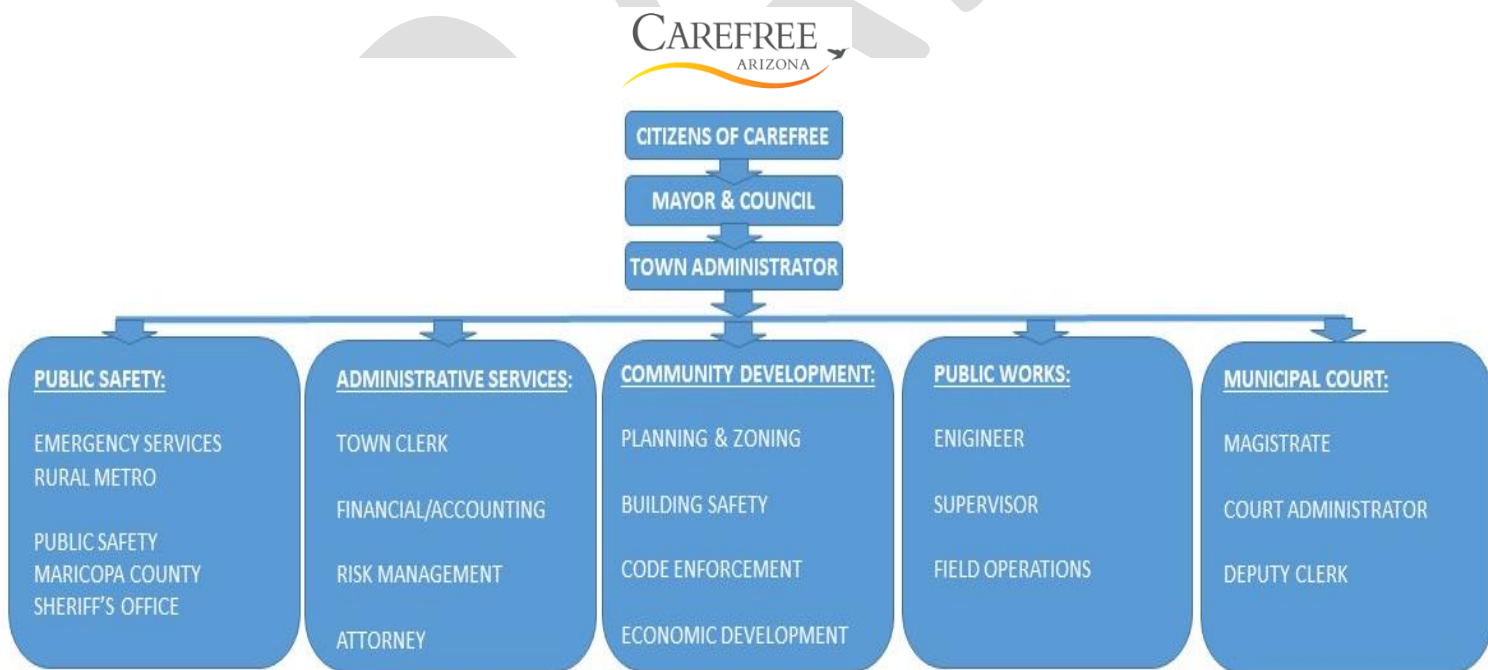 CAREFREE
ARIZONA
CITIZENS OF CAREFREE
MAYOR & COUNCIL
TOWN ADMINISTRATOR
PUBLIC SAFETY:
EMERGENCY SERVICES
RURAL METRO
PUBLIC SAFETY
MARICOPA COUNTY
SHERIFF'S OFFICE
ADMINISTRATIVE SERVICES:
TOWN CLERK
FINANCIAL/ACCOUNTING
RISK MANAGEMENT
ATTORNEY
COMMUNITY DEVELOPMENT:
PLANNING & ZONING
BUILDING SAFETY
CODE ENFORCEMENT
ECONOMIC DEVELOPMENT
PUBLIC WORKS:
ENIGINEER
SUPERVISOR
FIELD OPERATIONS
MUNICIPAL COURT:
MAGISTRATE
COURT ADMINISTRATOR
DEPUTY CLERK